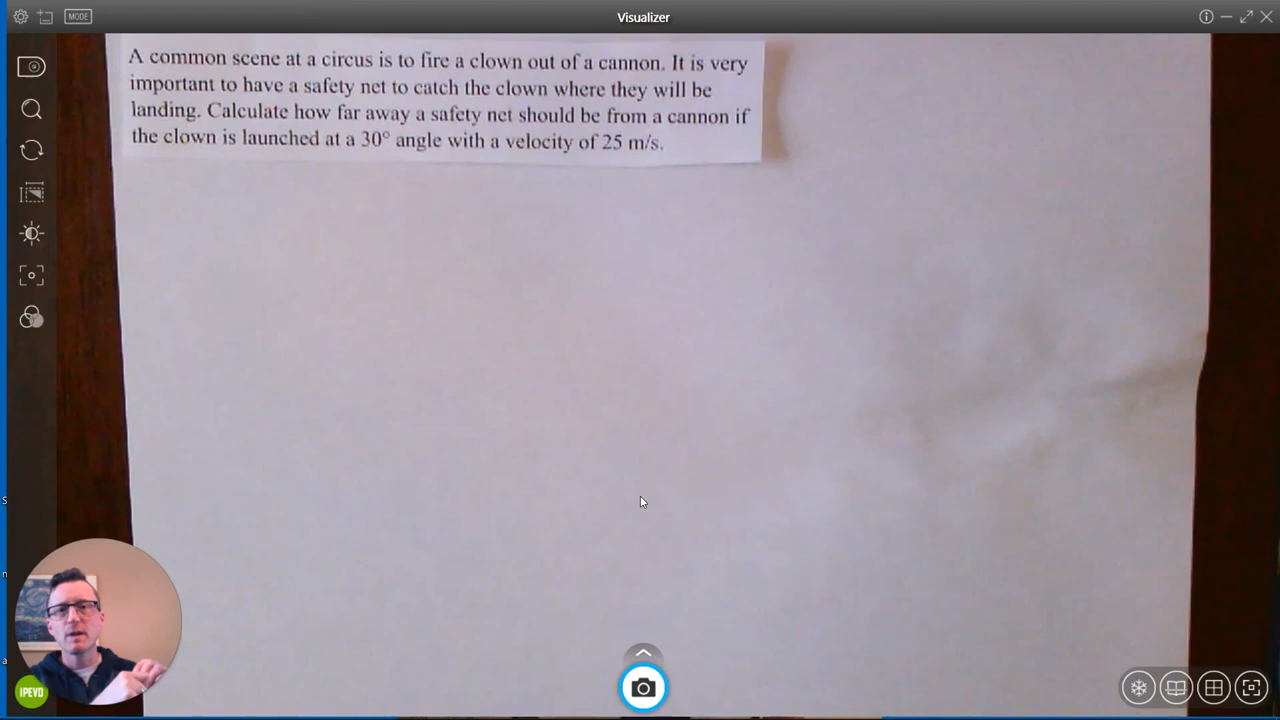 MODE
Visualizer
A common scene at a circus is to fire a clown out of a cannon. It is very
important to have a safety net to catch the clown where they will be
landing. Calculate how far away a safety net should be from a cannon if
the clown is launched at a 30° angle with a velocity of 25 m/s.
S
n
a
IPEVO